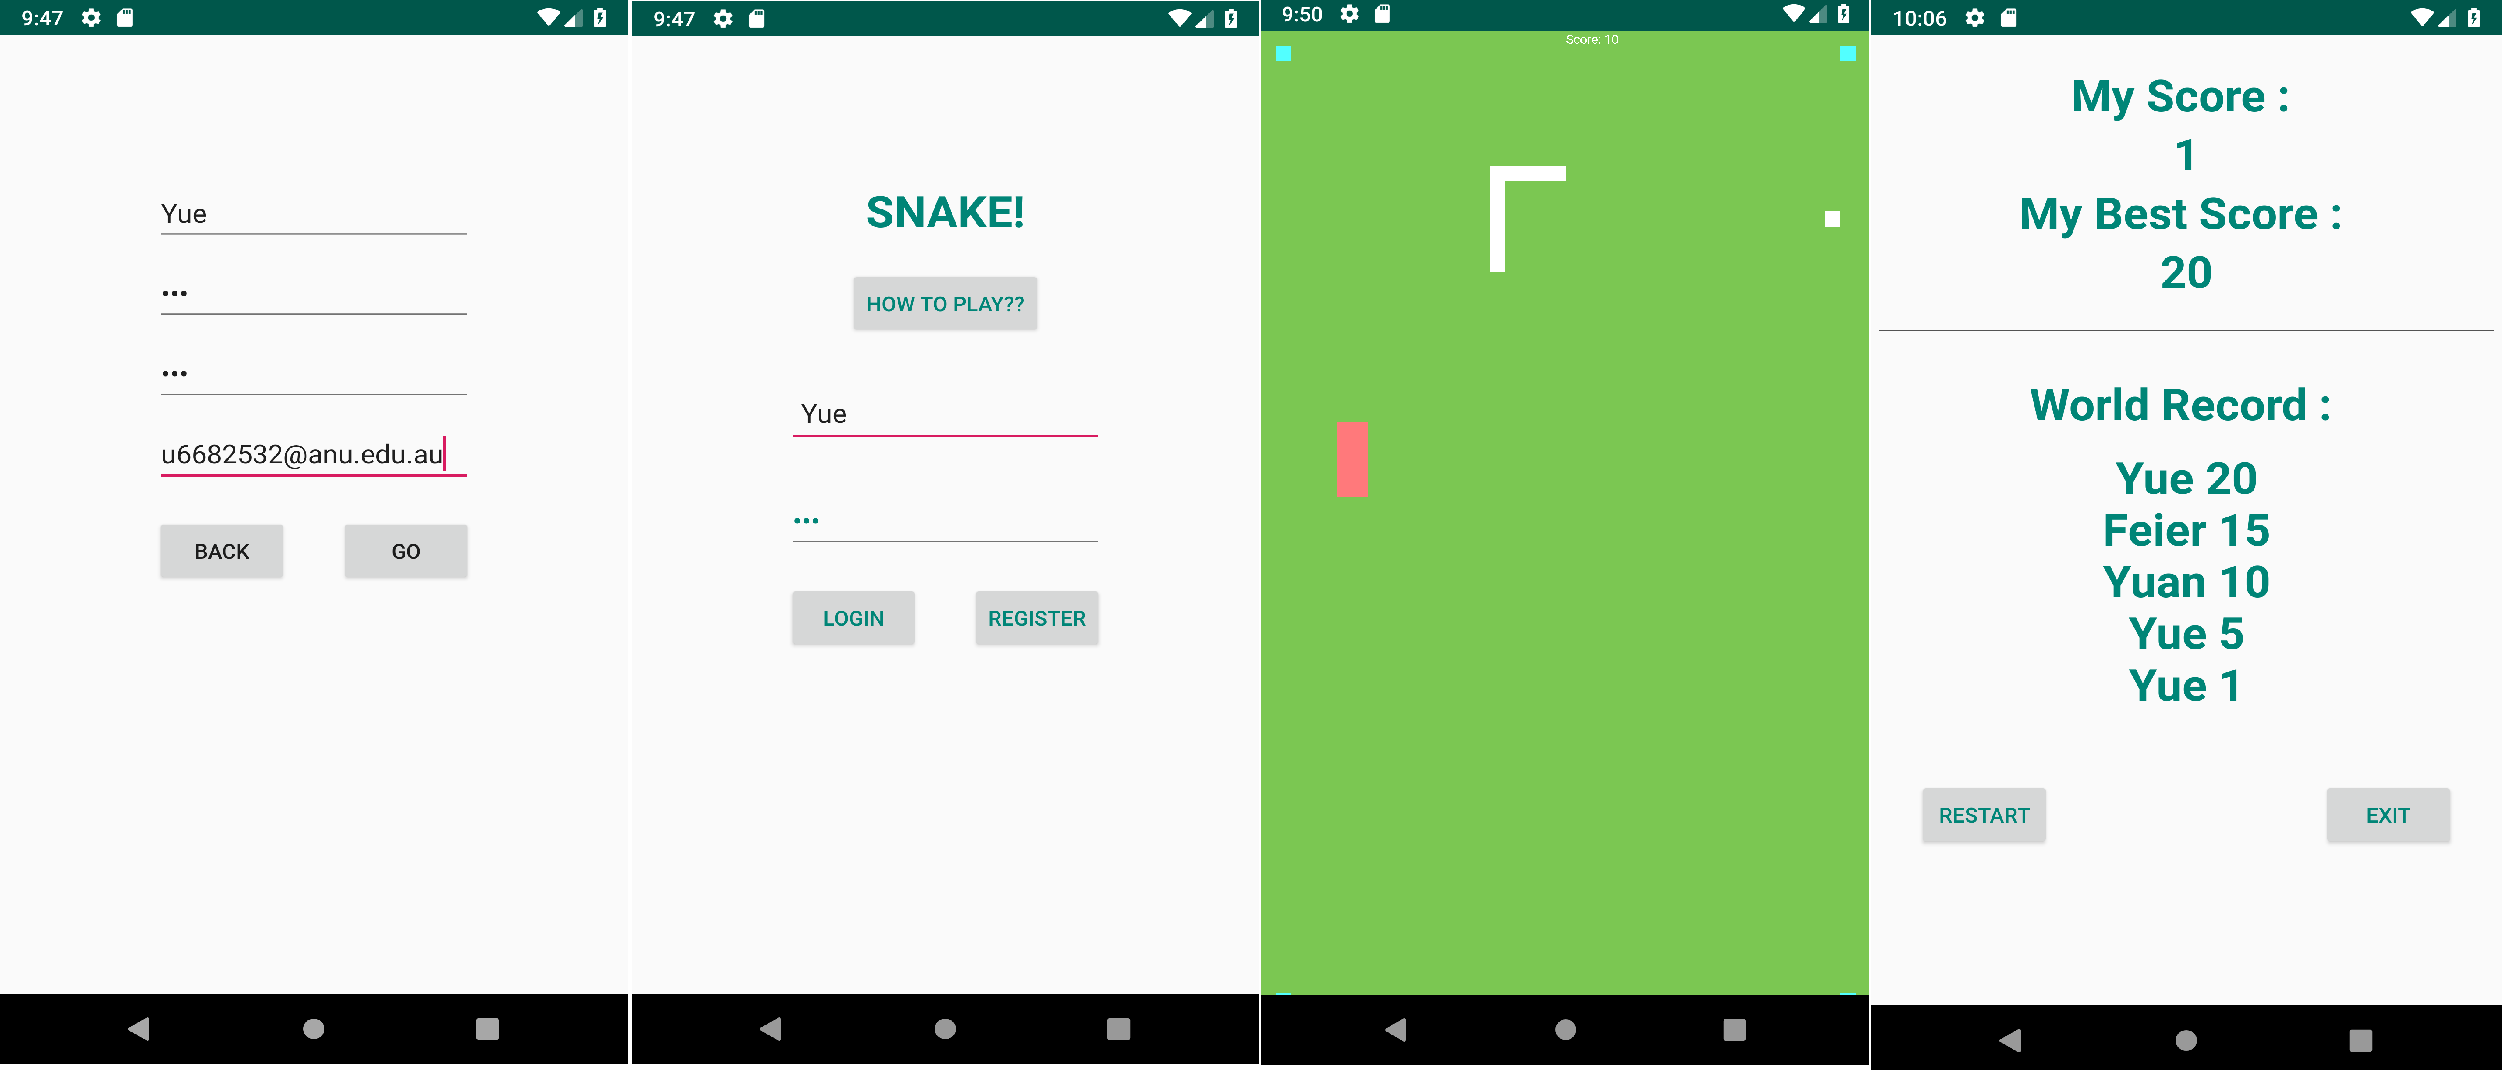 9:47
Yue
•••
•••
u6682532@anu.edu.au
BACK GO
9:47
SNAKE!
HOW TO PLAY??
Yue
•••
LOGIN REGISTER
9:50
Score: 10
10:06
My Score :
1
My Best Score :
20
World Record :
Yue 20
Feier 15
Yuan 10
Yue 5
Yue 1
RESTART EXIT